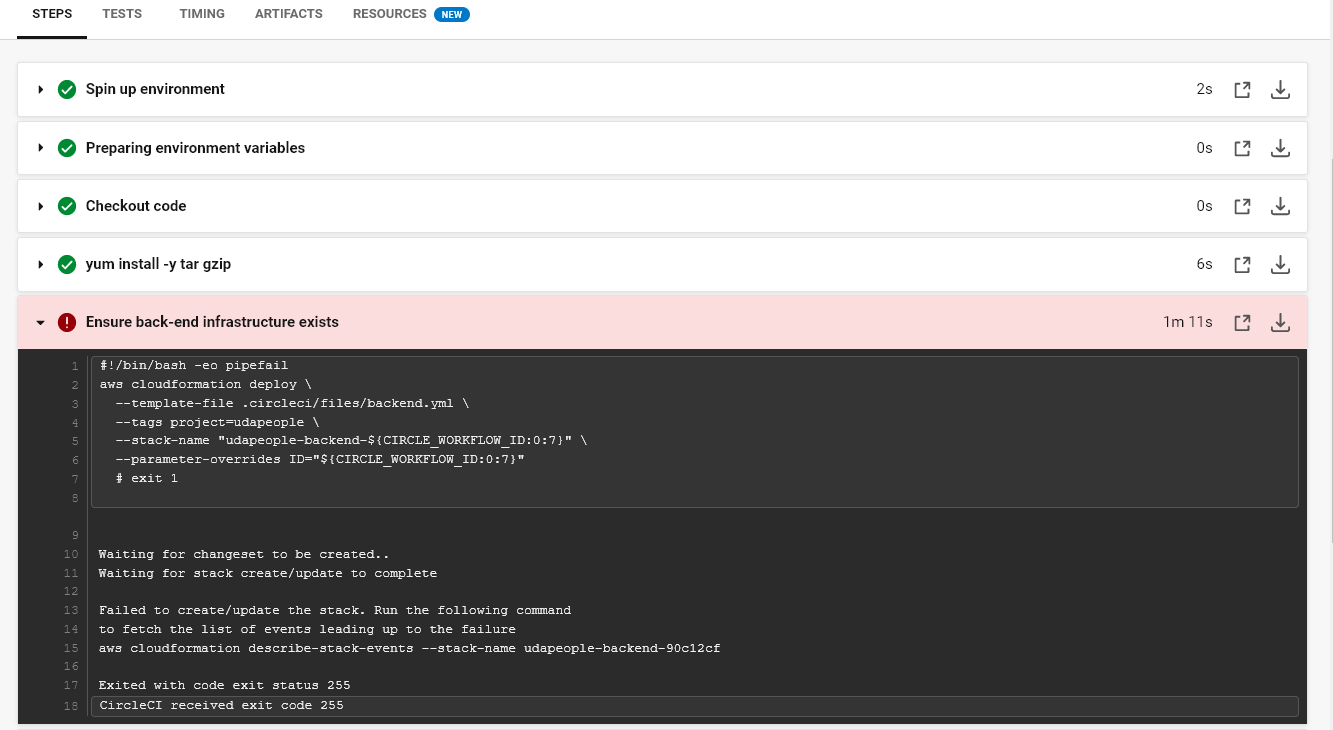 STEPS TESTS TIMING ARTIFACTS RESOURCES NEW
Spin up environment 2s
Preparing environment variables 0s
Checkout code 0s
yum install -y tar gzip 6s
Ensure back-end infrastructure exists 1m 11s
1 #!/bin/bash -eo pipefail
2 aws cloudformation deploy \
3 --template-file .circleci/files/backend.yml \
4 --tags project=udapeople \
5 --stack-name "udapeople-backend-${CIRCLE_WORKFLOW_ID:0:7}" \
6 --parameter-overrides ID="${CIRCLE_WORKFLOW_ID:0:7}"
7 # exit 1
8
9
10 Waiting for changeset to be created..
11 Waiting for stack create/update to complete
12
13 Failed to create/update the stack. Run the following command
14 to fetch the list of events leading up to the failure
15 aws cloudformation describe-stack-events --stack-name udapeople-backend-90c12cf
16
17 Exited with code exit status 255
18 CircleCI received exit code 255